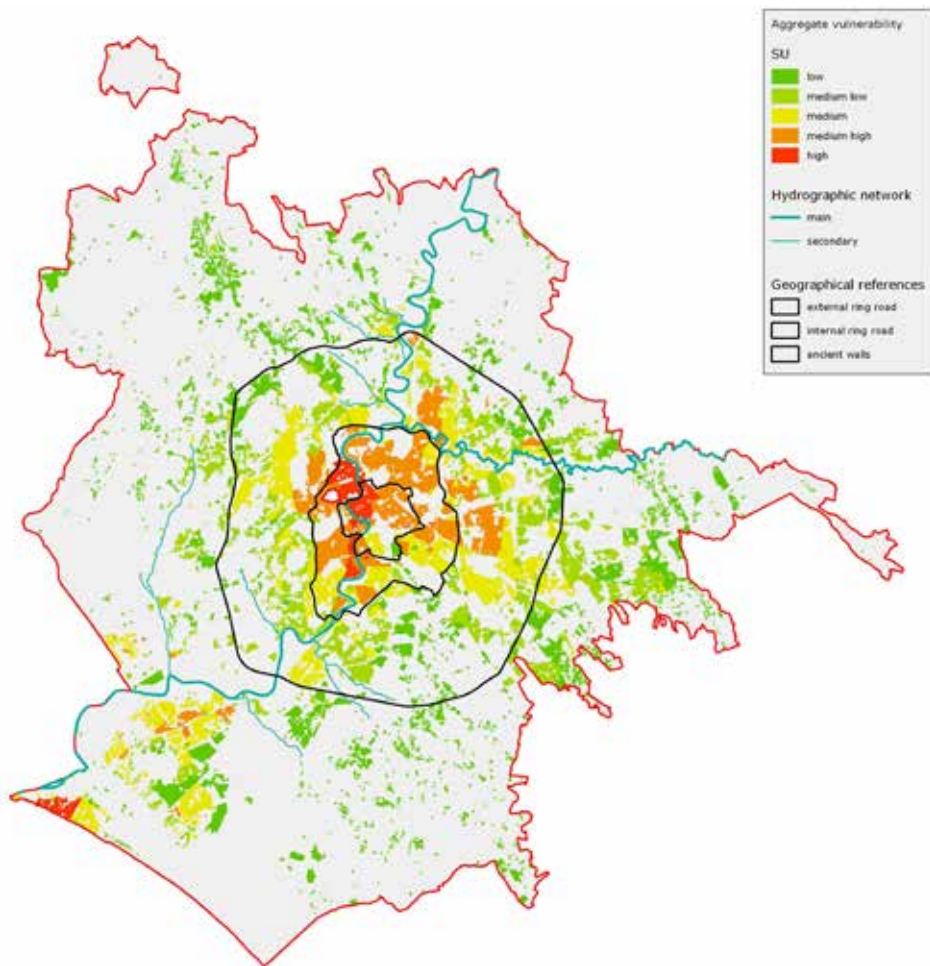 Aggregate vulnerability
SU
low
medium low
medium
medium high
high
Hydrographic network
main
secondary
Geographical references
external ring road
internal ring road
ancient walls